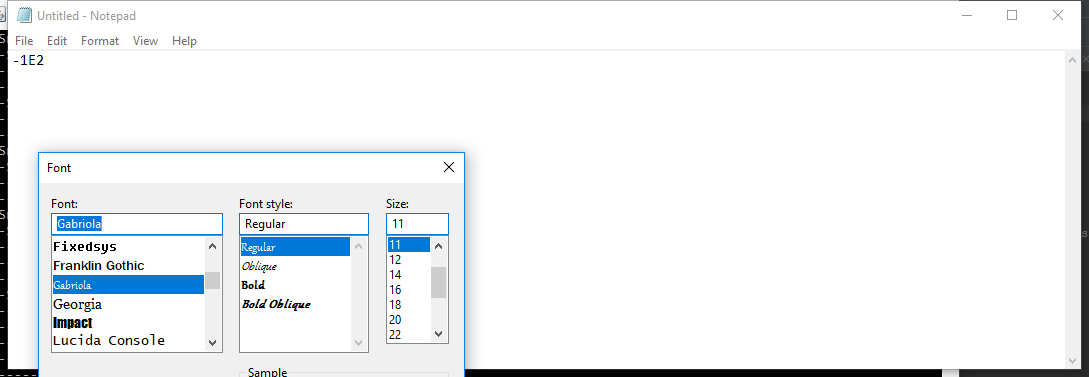 Untitled - Notepad
File Edit Format View Help
-1E2
Font
Font: Font style: Size:
Gabriola Regular 11
Fixedsys Regular 11
Franklin Gothic Oblique 12
Gabriola Bold 14
Georgia Bold Oblique 16
Impact 18
Lucida Console 20
22
Sample